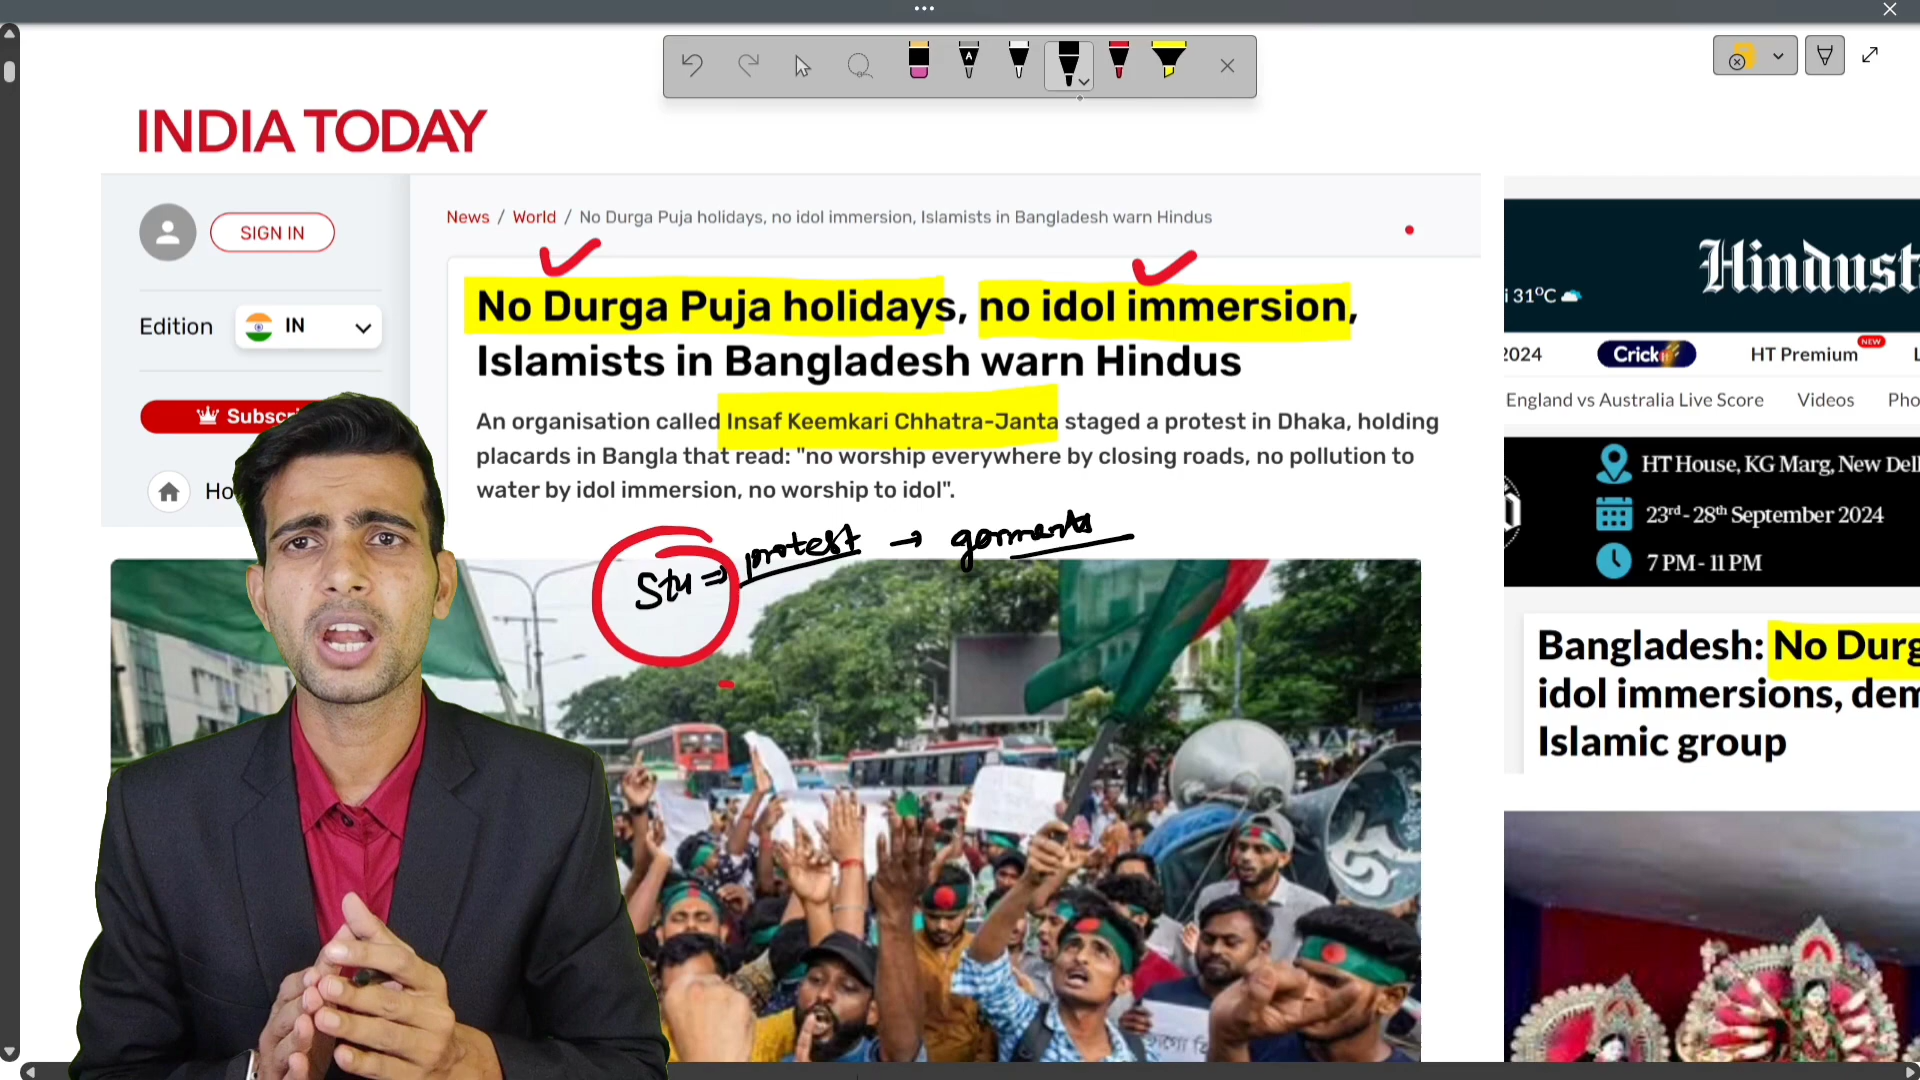 INDIA TODAY
SIGN IN
Edition
IN
Subscri
Ho
News / World / No Durga Puja holidays, no idol immersion, Islamists in Bangladesh warn Hindus
No Durga Puja holidays, no idol immersion,
Islamists in Bangladesh warn Hindus
An organisation called Insaf Keemkari Chhatra-Janta staged a protest in Dhaka, holding
placards in Bangla that read: "no worship everywhere by closing roads, no pollution to
water by idol immersion, no worship to idol".
Stu ⇒ protest → garments
Hindust
i 31°C
2024
Crick
HT Premium
NEW
L
England vs Australia Live Score
Videos
Pho
HT House, KG Marg, New Del
23rd - 28th September 2024
7 PM - 11 PM
Bangladesh: No Durg
idol immersions, dem
Islamic group